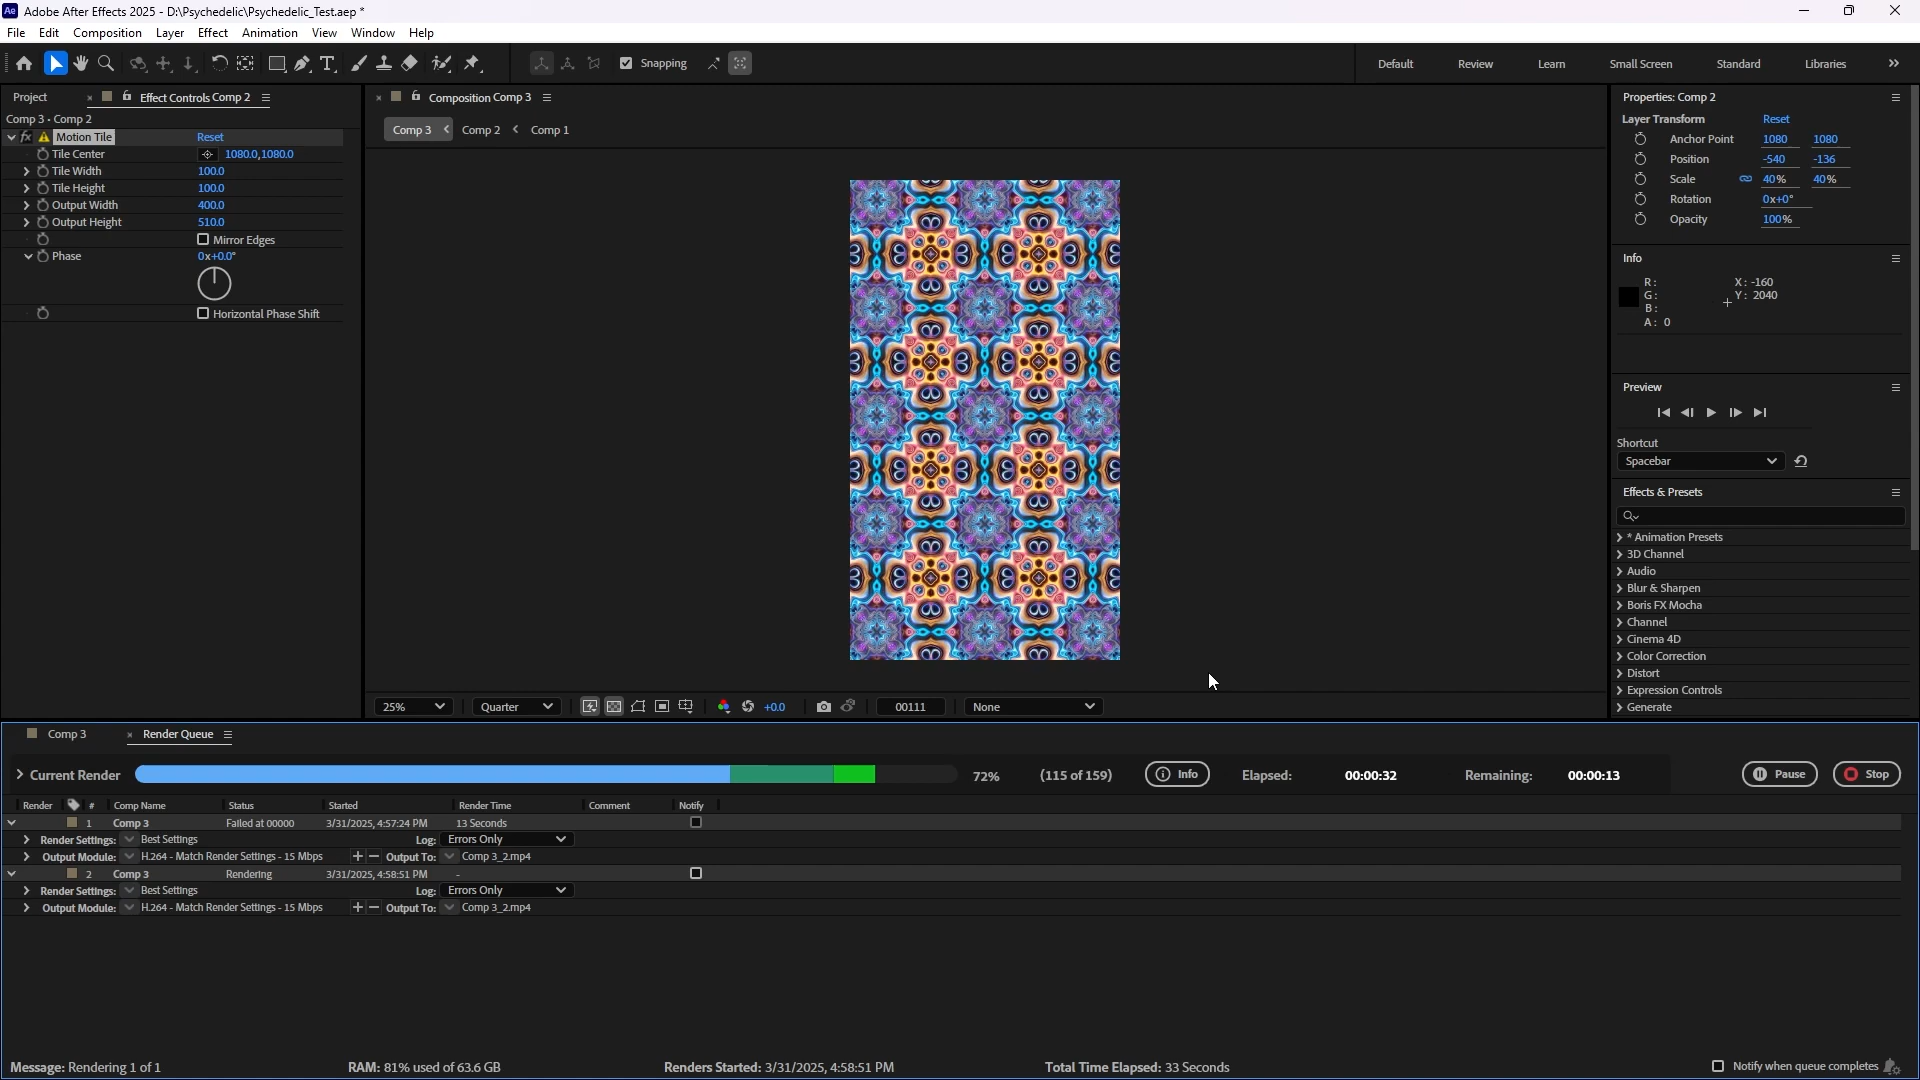 Ae Adobe After Effects 2025 - D:\Psychedelic\Psychedelic_Test.aep *
File Edit Composition Layer Effect Animation View Window Help
Snapping Default Review Learn Small Screen Standard Libraries
Project Effect Controls Comp 2
Comp 3 • Comp 2
fx Motion Tile Reset
Tile Center 1080.0,1080.0
Tile Width 100.0
Tile Height 100.0
Output Width 400.0
Output Height 510.0
Mirror Edges
Phase 0x+0.0°
Horizontal Phase Shift
Composition Comp 3
Comp 3 Comp 2 Comp 1
25% Quarter +0.0 00111 None
Properties: Comp 2
Layer Transform Reset
Anchor Point 1080 1080
Position -540 -136
Scale 40% 40%
Rotation 0x+0°
Opacity 100%
Info
R: X: -160
G: Y: 2040
B:
A: 0
Preview
Shortcut
Spacebar
Effects & Presets
* Animation Presets
3D Channel
Audio
Blur & Sharpen
Boris FX Mocha
Channel
Cinema 4D
Color Correction
Distort
Expression Controls
Generate
Comp 3 Render Queue
Current Render 72% (115 of 159) Info Elapsed: 00:00:32 Remaining: 00:00:13 Pause Stop
Render # Comp Name Status Started Render Time Comment Notify
1 Comp 3 Failed at 00000 3/31/2025, 4:57:24 PM 13 Seconds
Render Settings: Best Settings Log: Errors Only
Output Module: H.264 - Match Render Settings - 15 Mbps Output To: Comp 3_2.mp4
2 Comp 3 Rendering 3/31/2025, 4:58:51 PM -
Render Settings: Best Settings Log: Errors Only
Output Module: H.264 - Match Render Settings - 15 Mbps Output To: Comp 3_2.mp4
Message: Rendering 1 of 1 RAM: 81% used of 63.6 GB Renders Started: 3/31/2025, 4:58:51 PM Total Time Elapsed: 33 Seconds Notify when queue completes